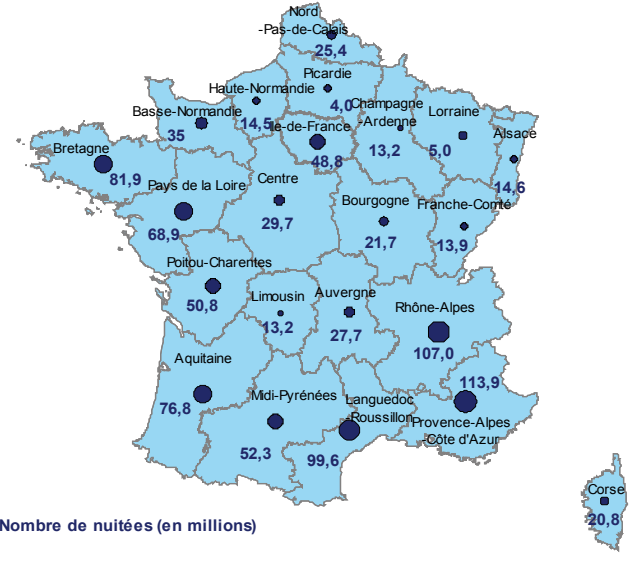 Nord
-Pas-de-Calais
25,4
Picardie
4,0
Haute-Normandie
14,5
Basse-Normandie
35
Ile-de-France
48,8
Champagne
-Ardenne
13,2
Lorraine
5,0
Alsace
14,6
Bretagne
81,9
Pays de la Loire
68,9
Centre
29,7
Bourgogne
21,7
Franche-Comté
13,9
Poitou-Charentes
50,8
Limousin
13,2
Auvergne
27,7
Rhône-Alpes
107,0
Aquitaine
76,8
Midi-Pyrénées
52,3
Languedoc
-Roussillon
99,6
113,9
Provence-Alpes
-Côte d'Azur
Corse
20,8
Nombre de nuitées (en millions)